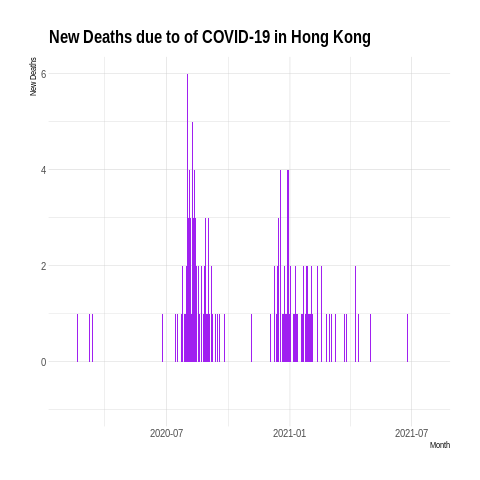 New Deaths due to of COVID-19 in Hong Kong
New Deaths
6
4
2
0
2020-07 2021-01 2021-07
Month